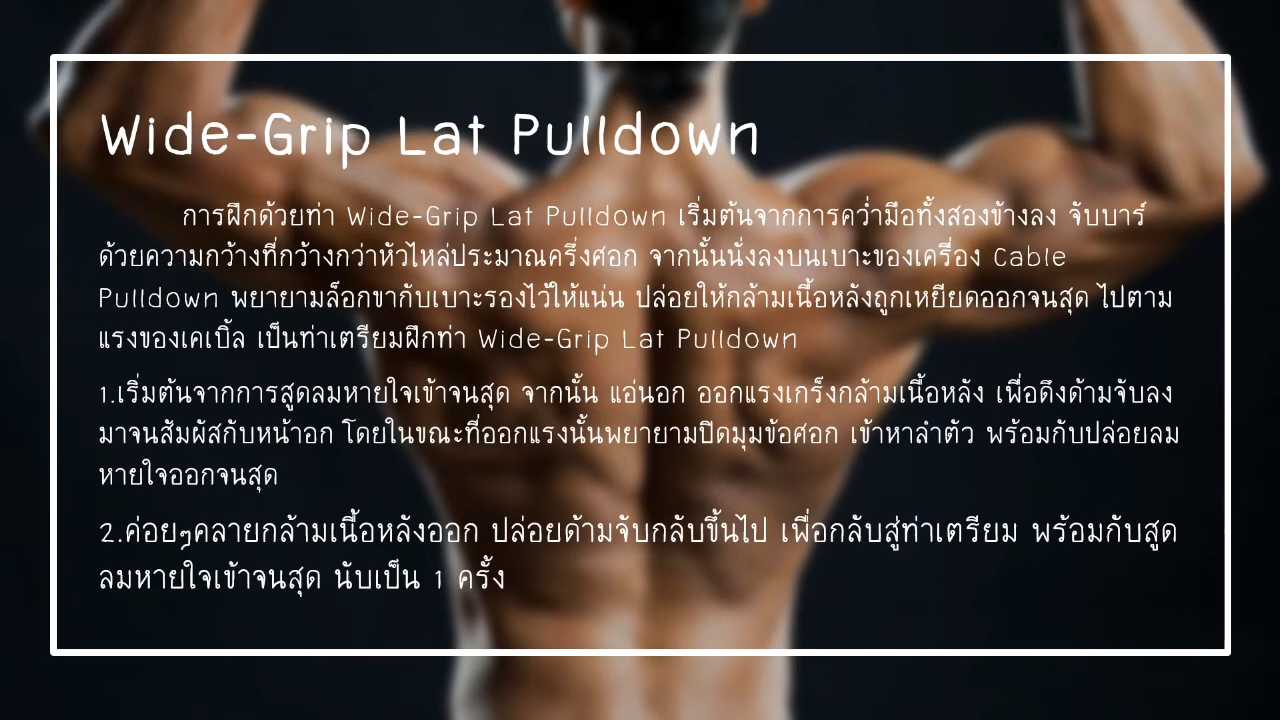 Wide-Grip Lat Pulldown
การฝึกด้วยท่า Wide-Grip Lat Pulldown เริ่มต้นจากการคว่ำมือทั้งสองข้างลง จับบาร์
ด้วยความกว้างที่กว้างกว่าหัวไหล่ประมาณครึ่งศอก จากนั้นนั่งลงบนเบาะของเครื่อง Cable
Pulldown พยายามล็อกขากับเบาะรองไว้ให้แน่น ปล่อยให้กล้ามเนื้อหลังถูกเหยียดออกจนสุด ไปตาม
แรงของเคเบิ้ล เป็นท่าเตรียมฝึกท่า Wide-Grip Lat Pulldown
1.เริ่มต้นจากการสูดลมหายใจเข้าจนสุด จากนั้น แอ่นอก ออกแรงเกร็งกล้ามเนื้อหลัง เพื่อดึงด้ามจับลง
มาจนสัมผัสกับหน้าอก โดยในขณะที่ออกแรงนั้นพยายามปิดมุมข้อศอก เข้าหาลำตัว พร้อมกับปล่อยลม
หายใจออกจนสุด
2.ค่อยๆคลายกล้ามเนื้อหลังออก ปล่อยด้ามจับกลับขึ้นไป เพื่อกลับสู่ท่าเตรียม พร้อมกับสูด
ลมหายใจเข้าจนสุด นับเป็น 1 ครั้ง